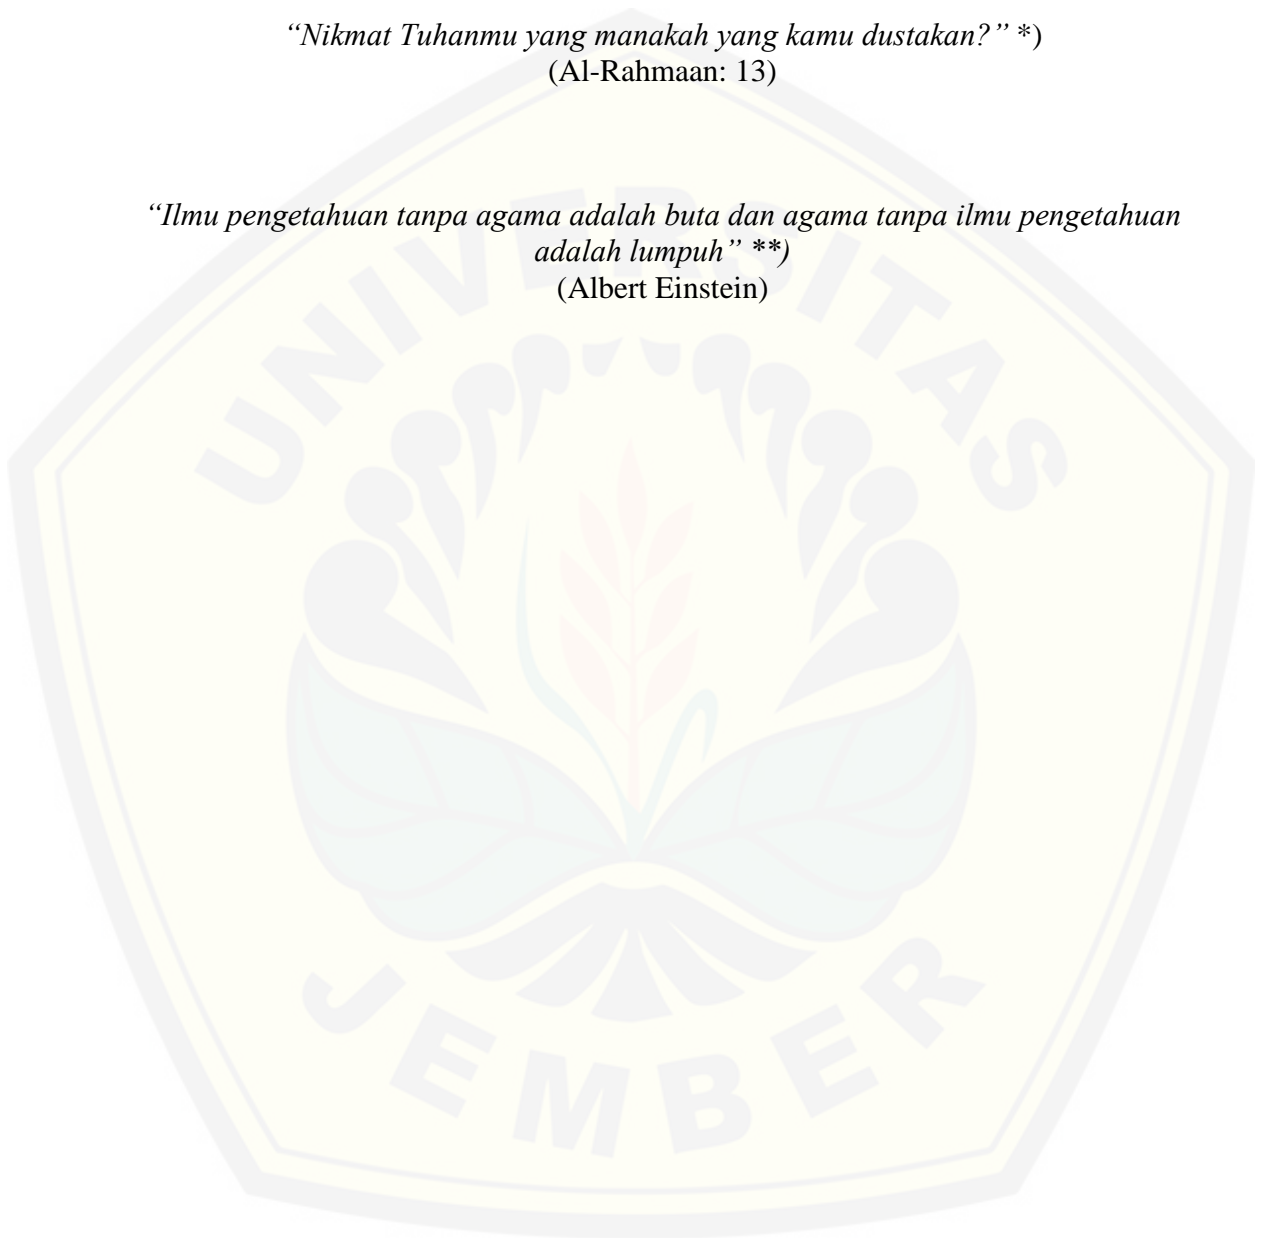 “Nikmat Tuhanmu yang manakah yang kamu dustakan?” *)
(Al-Rahmaan: 13)
“Ilmu pengetahuan tanpa agama adalah buta dan agama tanpa ilmu pengetahuan
adalah lumpuh” **)
(Albert Einstein)
UNIVERSITAS
JEMBER